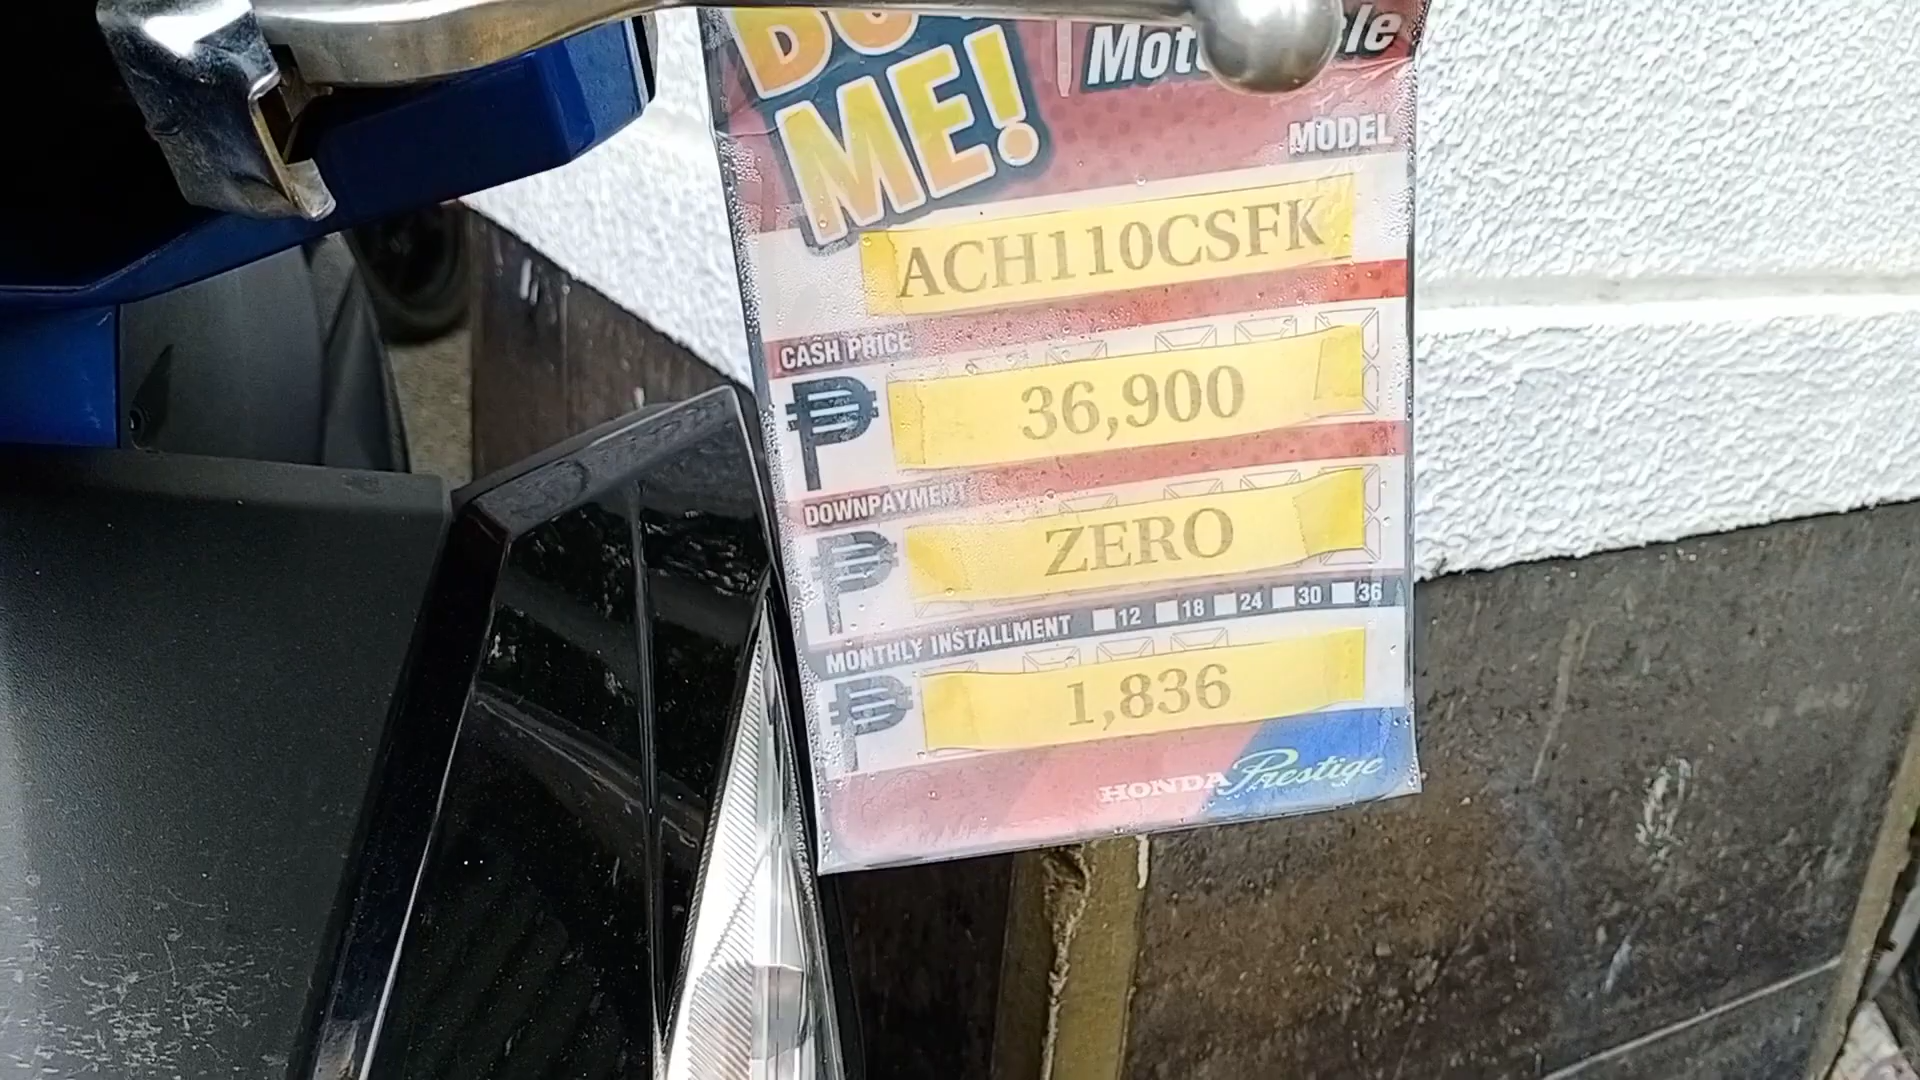 ME!
MODEL
ACH110CSFK
CASH PRICE
₱ 36,900
DOWNPAYMENT
₱ ZERO
MONTHLY INSTALLMENT 12 18 24 30 36
₱ 1,836
HONDA Prestige